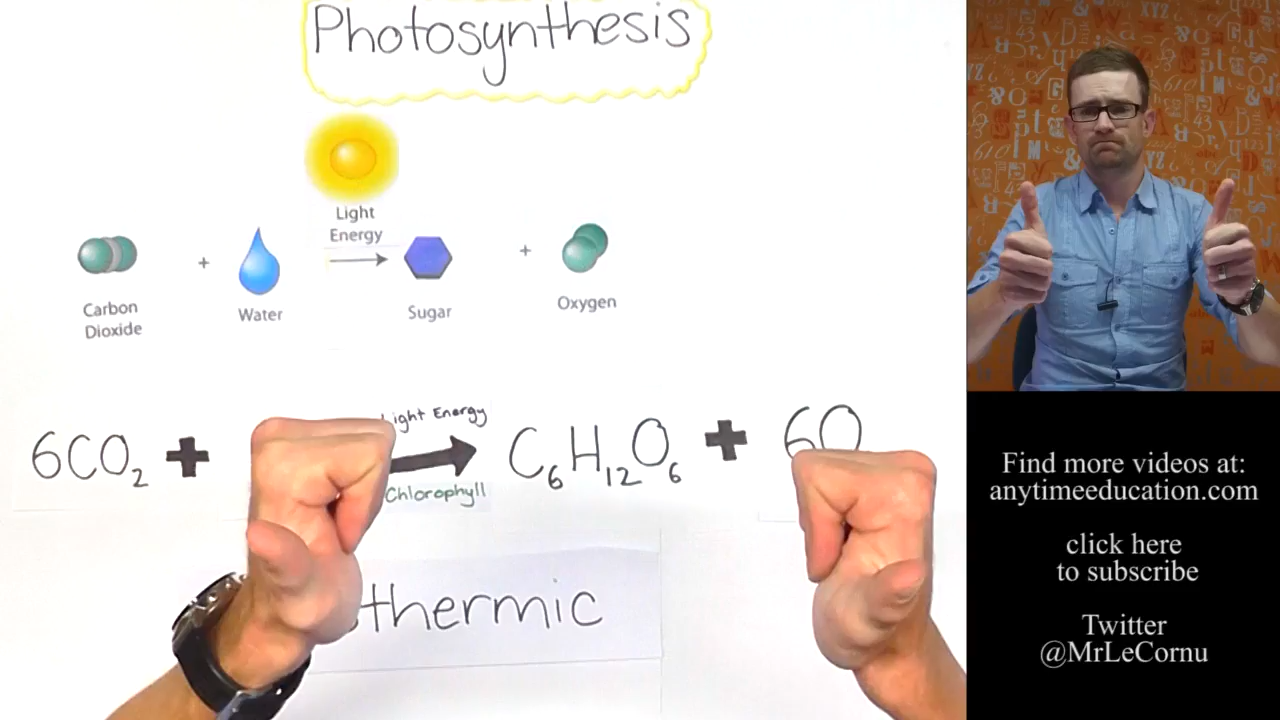 Photosynthesis
Light
Energy
+
+
Carbon
Dioxide
Water
Sugar
Oxygen
Light Energy
6CO₂ + C₆H₁₂O₆ + 6O
Chlorophyll
thermic
Find more videos at:
anytimeeducation.com
click here
to subscribe
Twitter
@MrLeCornu